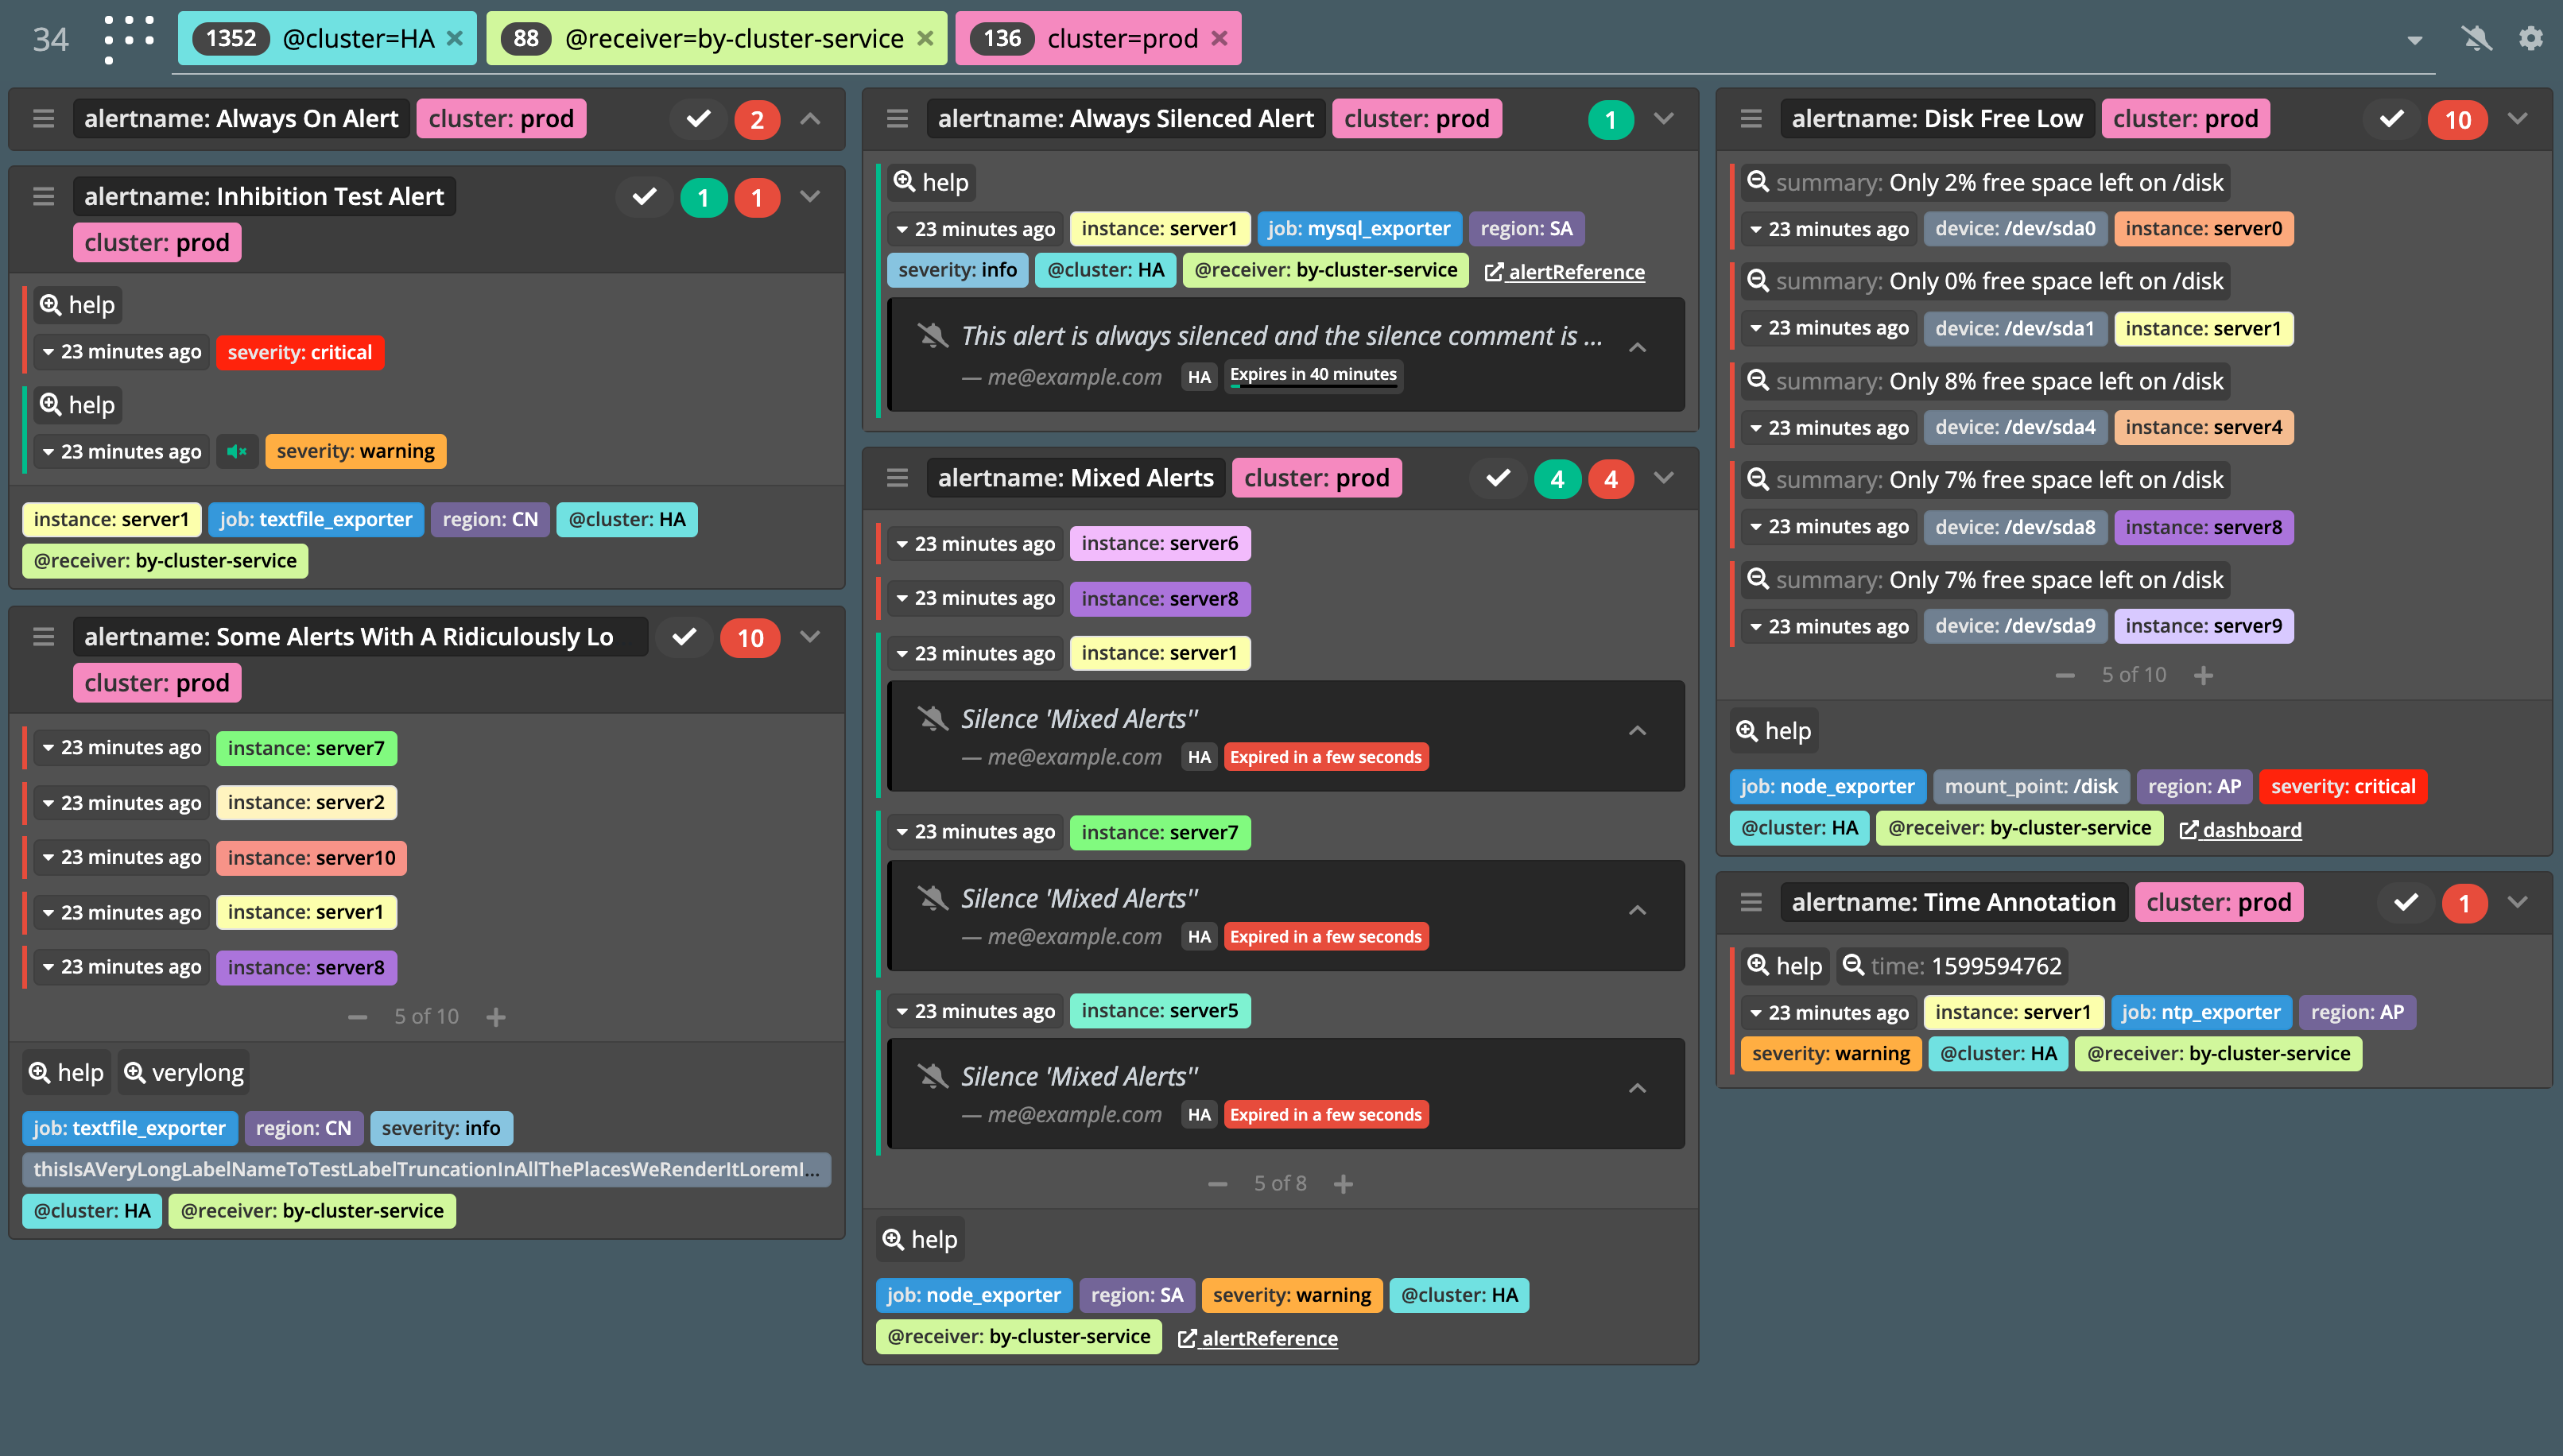 34 1352 @cluster=HA 88 @receiver=by-cluster-service 136 cluster=prod
alertname: Always On Alert cluster: prod 2
alertname: Inhibition Test Alert 1 1
cluster: prod
help
23 minutes ago severity: critical
help
23 minutes ago severity: warning
instance: server1 job: textfile_exporter region: CN @cluster: HA
@receiver: by-cluster-service
alertname: Some Alerts With A Ridiculously Lo 10
cluster: prod
23 minutes ago instance: server7
23 minutes ago instance: server2
23 minutes ago instance: server10
23 minutes ago instance: server1
23 minutes ago instance: server8
5 of 10
help verylong
job: textfile_exporter region: CN severity: info
thisIsAVeryLongLabelNameToTestLabelTruncationInAllThePlacesWeRenderItLoremI...
@cluster: HA @receiver: by-cluster-service
alertname: Always Silenced Alert cluster: prod 1
help
23 minutes ago instance: server1 job: mysql_exporter region: SA
severity: info @cluster: HA @receiver: by-cluster-service alertReference
This alert is always silenced and the silence comment is ...
— me@example.com HA Expires in 40 minutes
alertname: Mixed Alerts cluster: prod 4 4
23 minutes ago instance: server6
23 minutes ago instance: server8
23 minutes ago instance: server1
Silence 'Mixed Alerts''
— me@example.com HA Expired in a few seconds
23 minutes ago instance: server7
Silence 'Mixed Alerts''
— me@example.com HA Expired in a few seconds
23 minutes ago instance: server5
Silence 'Mixed Alerts''
— me@example.com HA Expired in a few seconds
5 of 8
help
job: node_exporter region: SA severity: warning @cluster: HA
@receiver: by-cluster-service alertReference
alertname: Disk Free Low cluster: prod 10
summary: Only 2% free space left on /disk
23 minutes ago device: /dev/sda0 instance: server0
summary: Only 0% free space left on /disk
23 minutes ago device: /dev/sda1 instance: server1
summary: Only 8% free space left on /disk
23 minutes ago device: /dev/sda4 instance: server4
summary: Only 7% free space left on /disk
23 minutes ago device: /dev/sda8 instance: server8
summary: Only 7% free space left on /disk
23 minutes ago device: /dev/sda9 instance: server9
5 of 10
help
job: node_exporter mount_point: /disk region: AP severity: critical
@cluster: HA @receiver: by-cluster-service dashboard
alertname: Time Annotation cluster: prod 1
help time: 1599594762
23 minutes ago instance: server1 job: ntp_exporter region: AP
severity: warning @cluster: HA @receiver: by-cluster-service